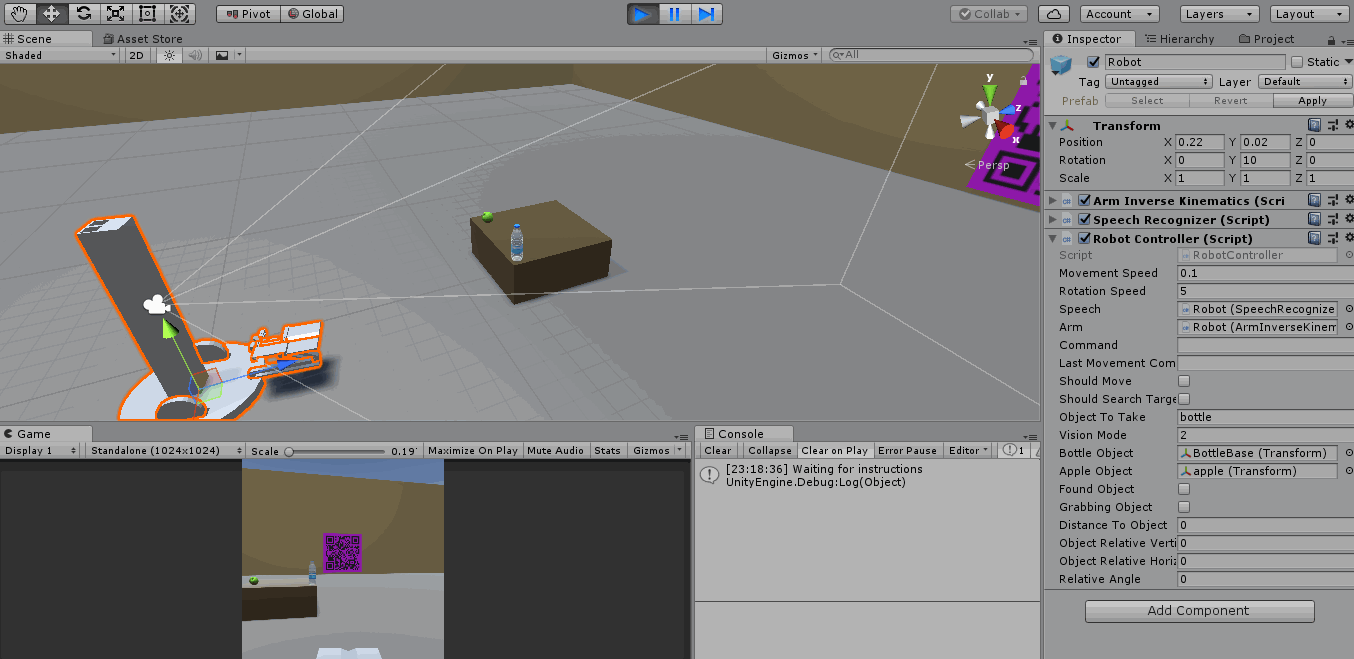 Pivot Global Collab Account Layers Layout
Scene Asset Store
Shaded 2D Gizmos All
y
z
x
Persp
Game
Display 1 Standalone (1024x1024) Scale 0.19 Maximize On Play Mute Audio Stats Gizmos
Console
Clear Collapse Clear on Play Error Pause Editor 1
[23:18:36] Waiting for instructions
UnityEngine.Debug:Log(Object)
Inspector Hierarchy Project
Robot Static
Tag Untagged Layer Default
Prefab Select Revert Apply
Transform
Position X 0.22 Y 0.02 Z 0
Rotation X 0 Y 10 Z 0
Scale X 1 Y 1 Z 1
Arm Inverse Kinematics (Scri
Speech Recognizer (Script)
Robot Controller (Script)
Script RobotController
Movement Speed 0.1
Rotation Speed 5
Speech Robot (SpeechRecognize
Arm Robot (ArmInverseKinem
Command
Last Movement Com
Should Move
Should Search Targe
Object To Take bottle
Vision Mode 2
Bottle Object BottleBase (Transform)
Apple Object apple (Transform)
Found Object
Grabbing Object
Distance To Object 0
Object Relative Verti 0
Object Relative Horiz 0
Relative Angle 0
Add Component